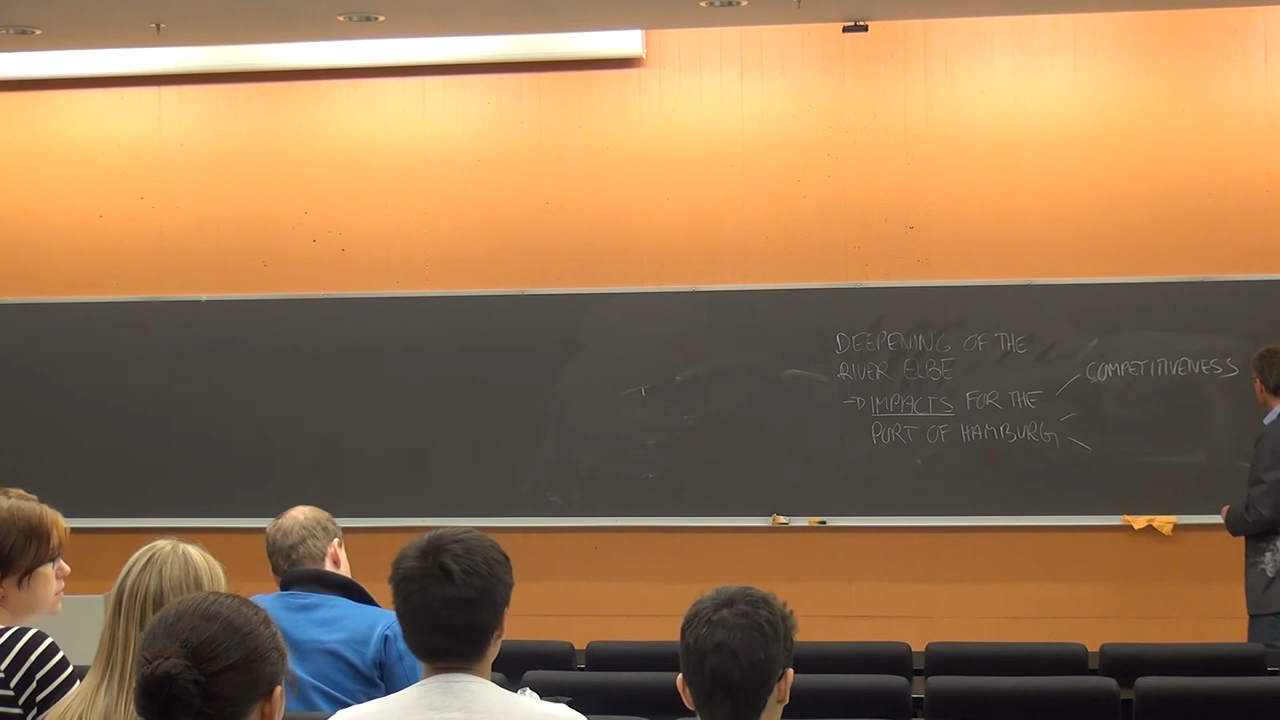 DEEPENING OF THE
RIVER ELBE
→ IMPACTS FOR THE
PORT OF HAMBURG
COMPETITIVENESS